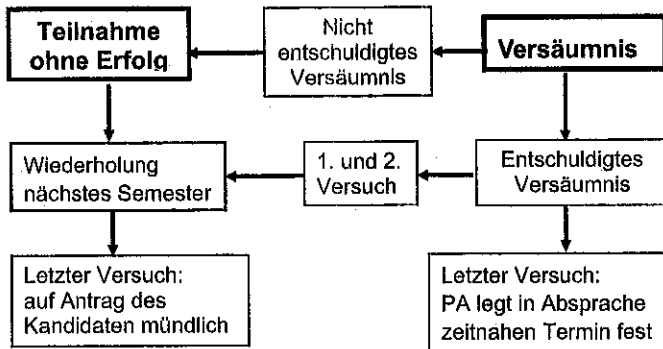 Teilnahme
ohne Erfolg
Nicht
entschuldigtes
Versäumnis
Versäumnis
Wiederholung
nächstes Semester
1. und 2.
Versuch
Entschuldigtes
Versäumnis
Letzter Versuch:
auf Antrag des
Kandidaten mündlich
Letzter Versuch:
PA legt in Absprache
zeitnahen Termin fest